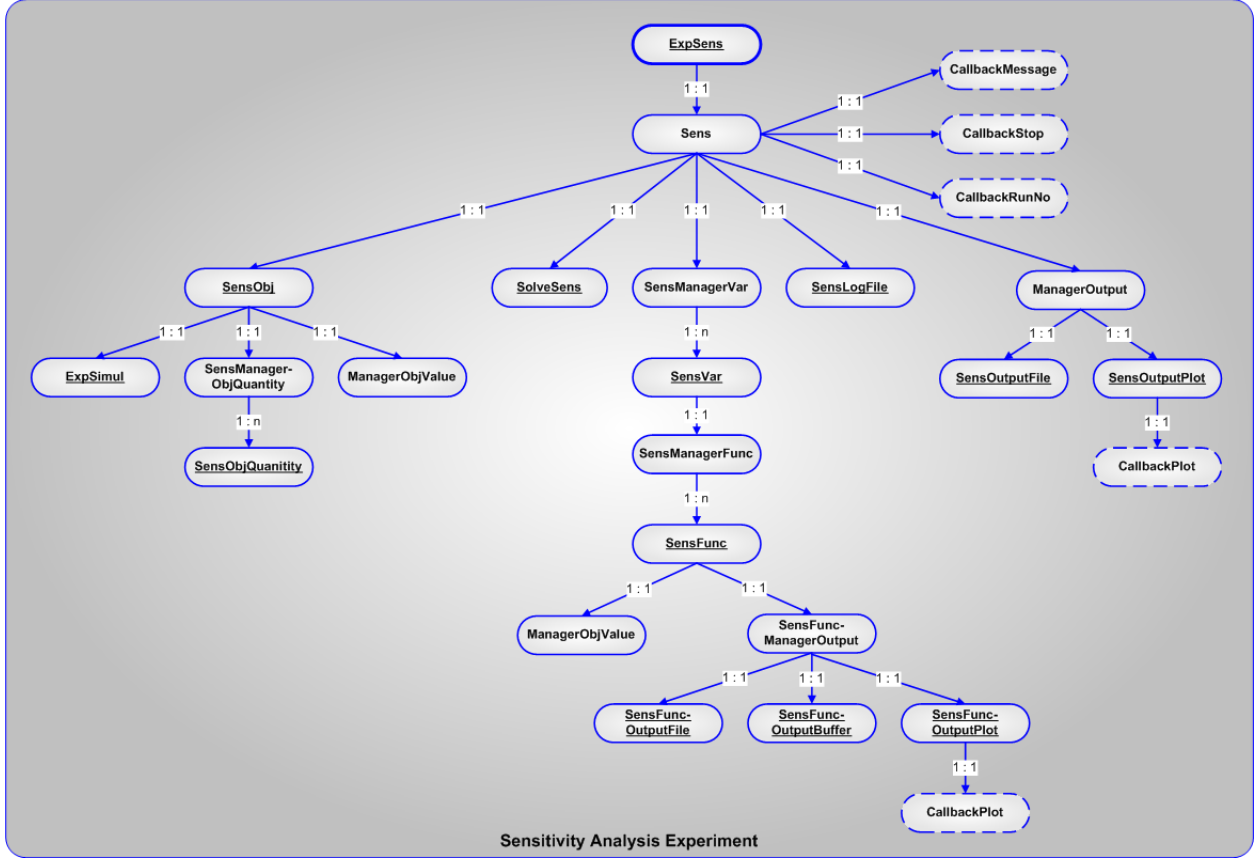 ExpSens
CallbackMessage
1 : 1
1 : 1
Sens
1 : 1
CallbackStop
1 : 1
CallbackRunNo
1 : 1
1 : 1
1 : 1
1 : 1
1 : 1
SensObj
SolveSens
SensManagerVar
SensLogFile
ManagerOutput
1 : 1
1 : 1
1 : 1
1 : n
1 : 1
1 : 1
ExpSimul
SensManager-
ObjQuantity
ManagerObjValue
SensVar
SensOutputFile
SensOutputPlot
1 : n
1 : 1
1 : 1
SensObjQuanitity
SensManagerFunc
CallbackPlot
1 : n
SensFunc
1 : 1
1 : 1
ManagerObjValue
SensFunc-
ManagerOutput
1 : 1
1 : 1
1 : 1
SensFunc-
OutputFile
SensFunc-
OutputBuffer
SensFunc-
OutputPlot
1 : 1
CallbackPlot
Sensitivity Analysis Experiment